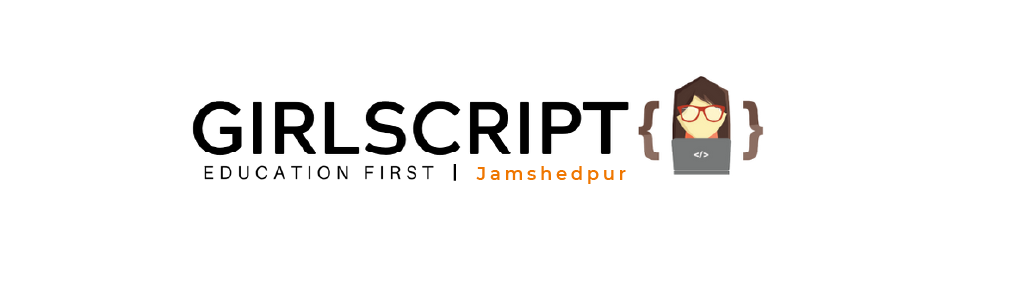 GIRLSCRIPT
EDUCATION FIRST | Jamshedpur
{ </> }